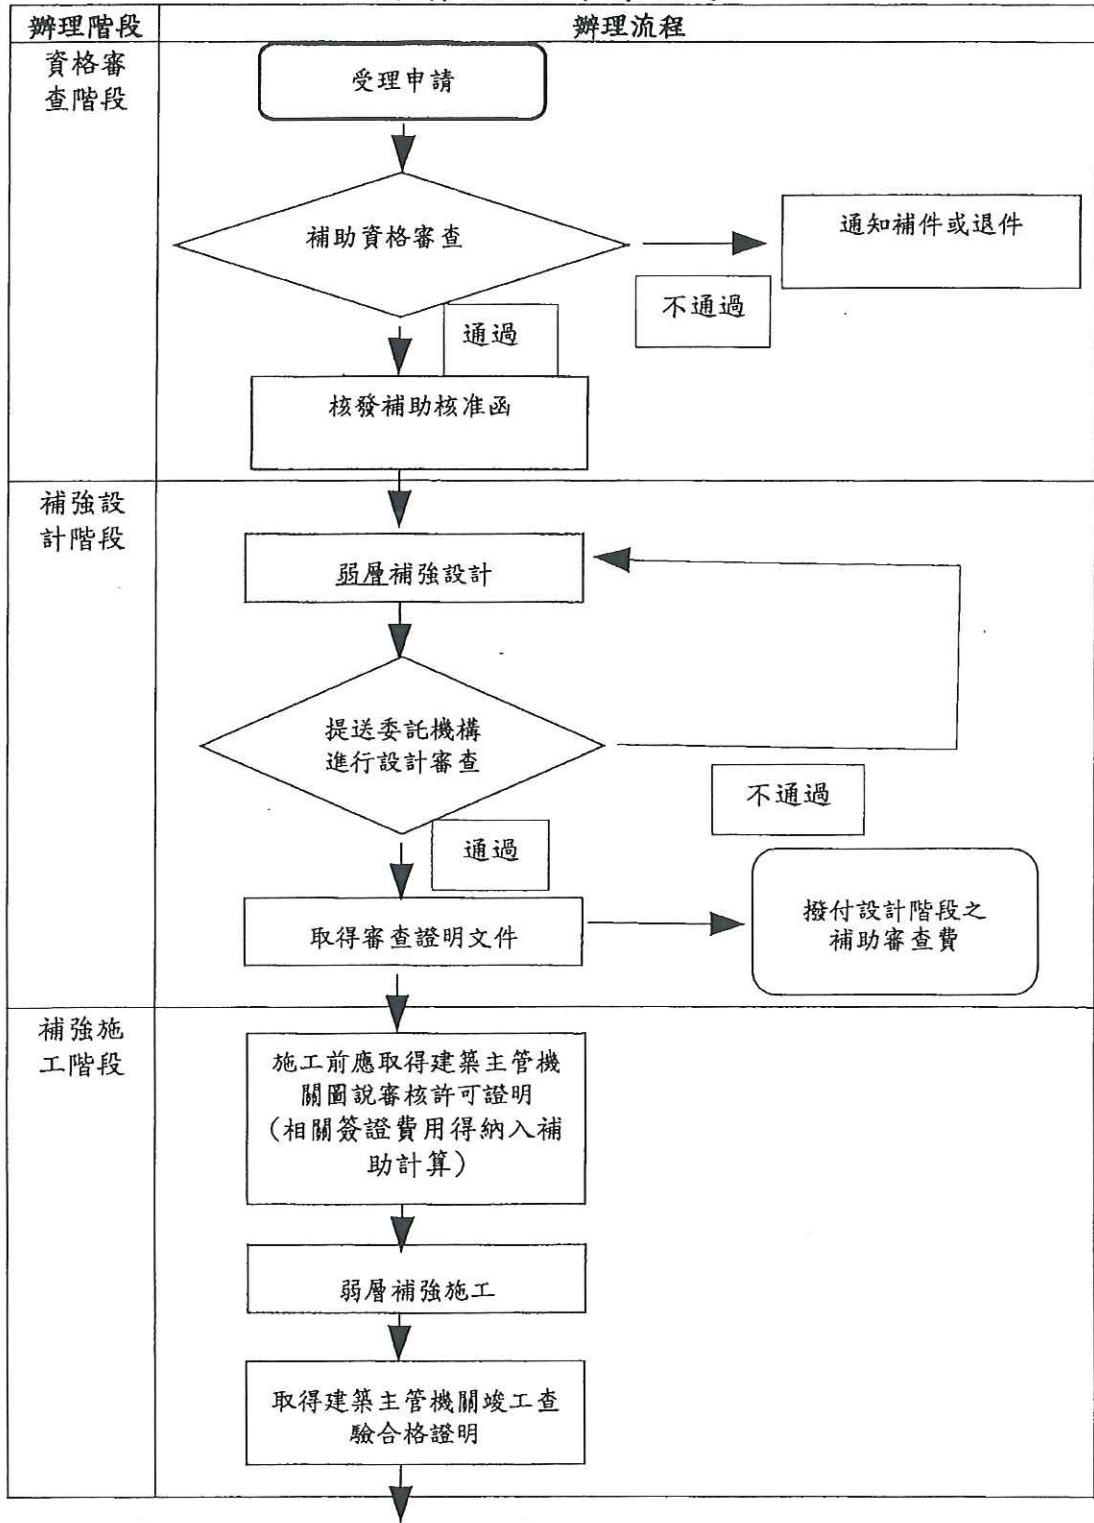 辦理階段
辦理流程
資格審
查階段
受理申請
補助資格審查
通知補件或退件
不通過
通過
核發補助核准函
補強設
計階段
弱層補強設計
提送委託機構
進行設計審查
不通過
通過
取得審查證明文件
撥付設計階段之
補助審查費
補強施
工階段
施工前應取得建築主管機
關圖說審核許可證明
(相關簽證費用得納入補
助計算)
弱層補強施工
取得建築主管機關竣工查
驗合格證明